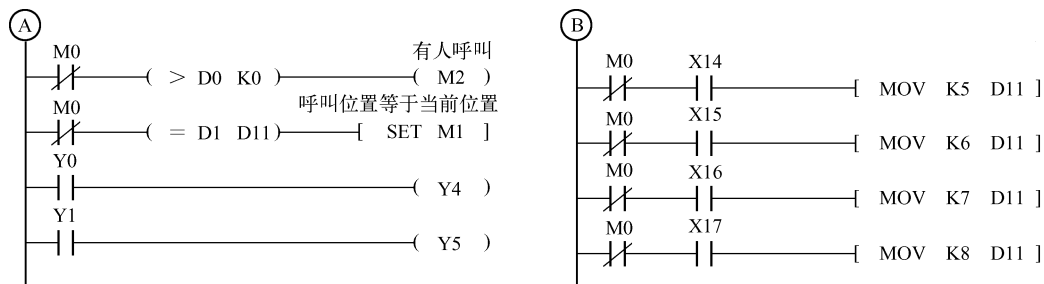 A
M0
有人呼叫
( > D0 K0 ) ( M2 )
M0
呼叫位置等于当前位置
( = D1 D11 ) [ SET M1 ]
Y0
( Y4 )
Y1
( Y5 )
B
M0 X14
[ MOV K5 D11 ]
M0 X15
[ MOV K6 D11 ]
M0 X16
[ MOV K7 D11 ]
M0 X17
[ MOV K8 D11 ]